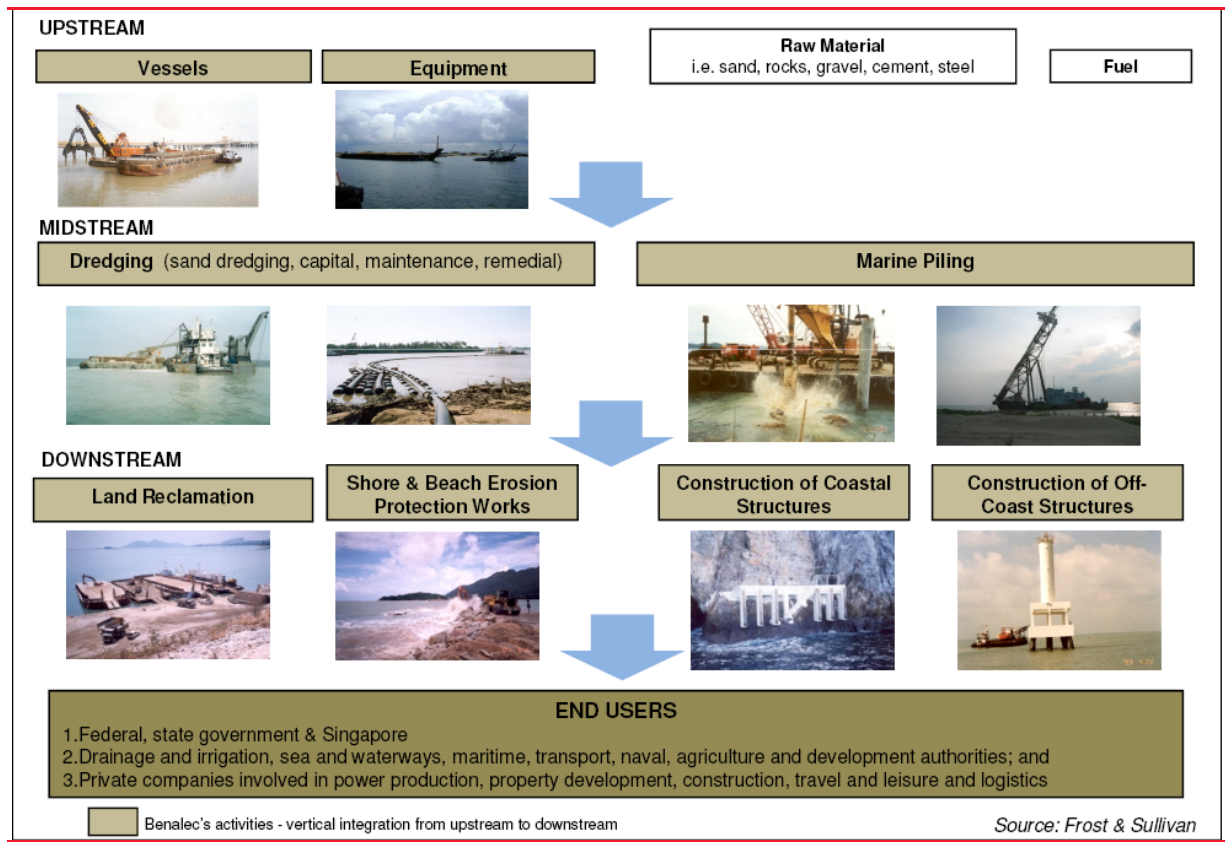 UPSTREAM
Vessels
Equipment
Raw Material
i.e. sand, rocks, gravel, cement, steel
Fuel
MIDSTREAM
Dredging (sand dredging, capital, maintenance, remedial)
Marine Piling
DOWNSTREAM
Land Reclamation
Shore & Beach Erosion
Protection Works
Construction of Coastal
Structures
Construction of Off-
Coast Structures
END USERS
1.Federal, state government & Singapore
2.Drainage and irrigation, sea and waterways, maritime, transport, naval, agriculture and development authorities; and
3.Private companies involved in power production, property development, construction, travel and leisure and logistics
Benalec's activities - vertical integration from upstream to downstream
Source: Frost & Sullivan